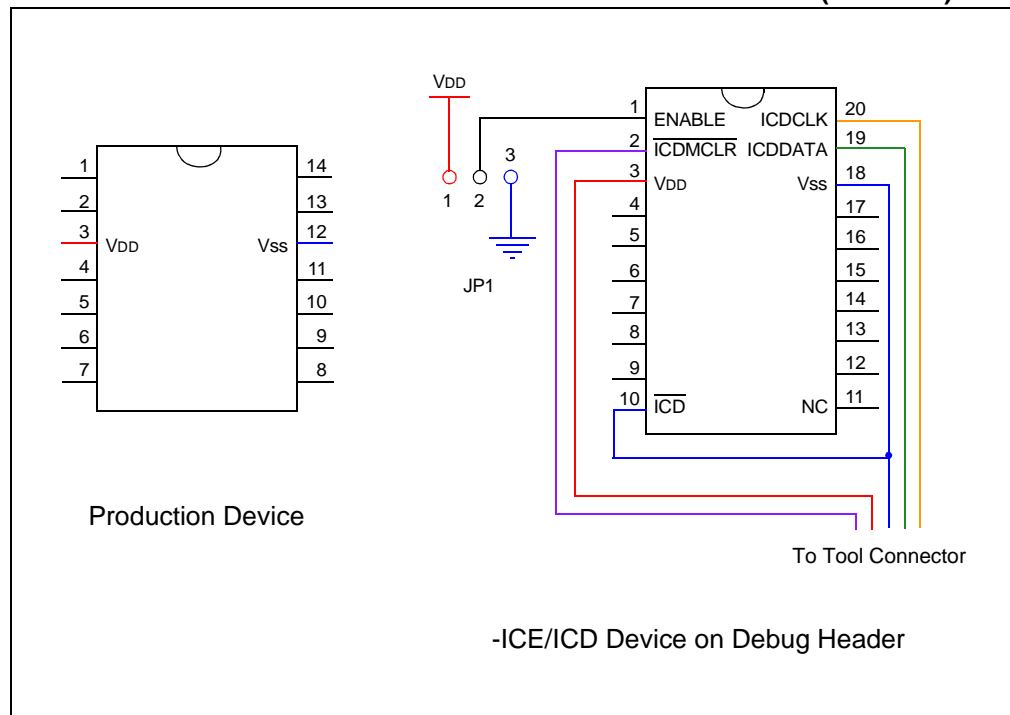 VDD
1
2
3
4
5
6
7
VDD
VSS
14
13
12
11
10
9
8
Production Device
1
2
3
JP1
1
2
3
4
5
6
7
8
9
10
ENABLE
ICDMCLR
VDD
ICD
ICDCLK
ICDDATA
VSS
NC
20
19
18
17
16
15
14
13
12
11
To Tool Connector
-ICE/ICD Device on Debug Header